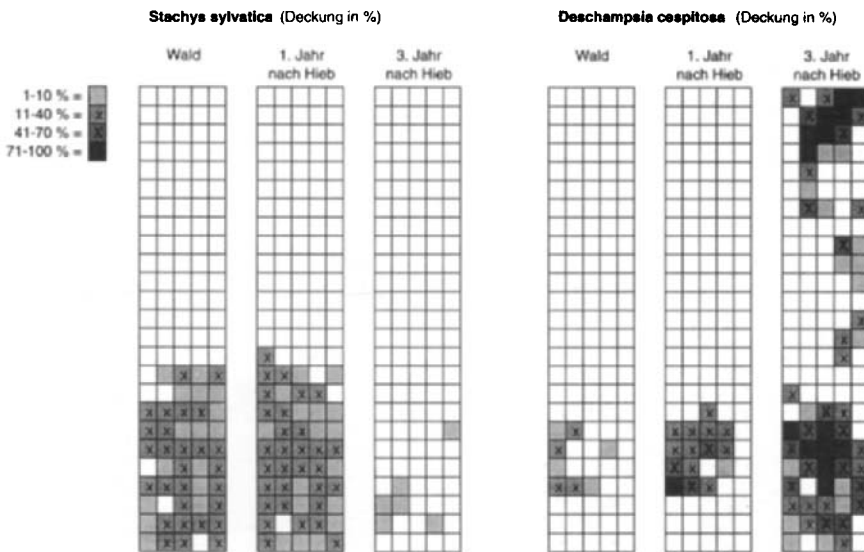 Stachys sylvatica (Deckung in %)
Wald
1. Jahr
nach Hieb
3. Jahr
nach Hieb
1-10 % =
11-40 % =
41-70 % =
71-100 % =
Deschampsia cespitosa (Deckung in %)
Wald
1. Jahr
nach Hieb
3. Jahr
nach Hieb